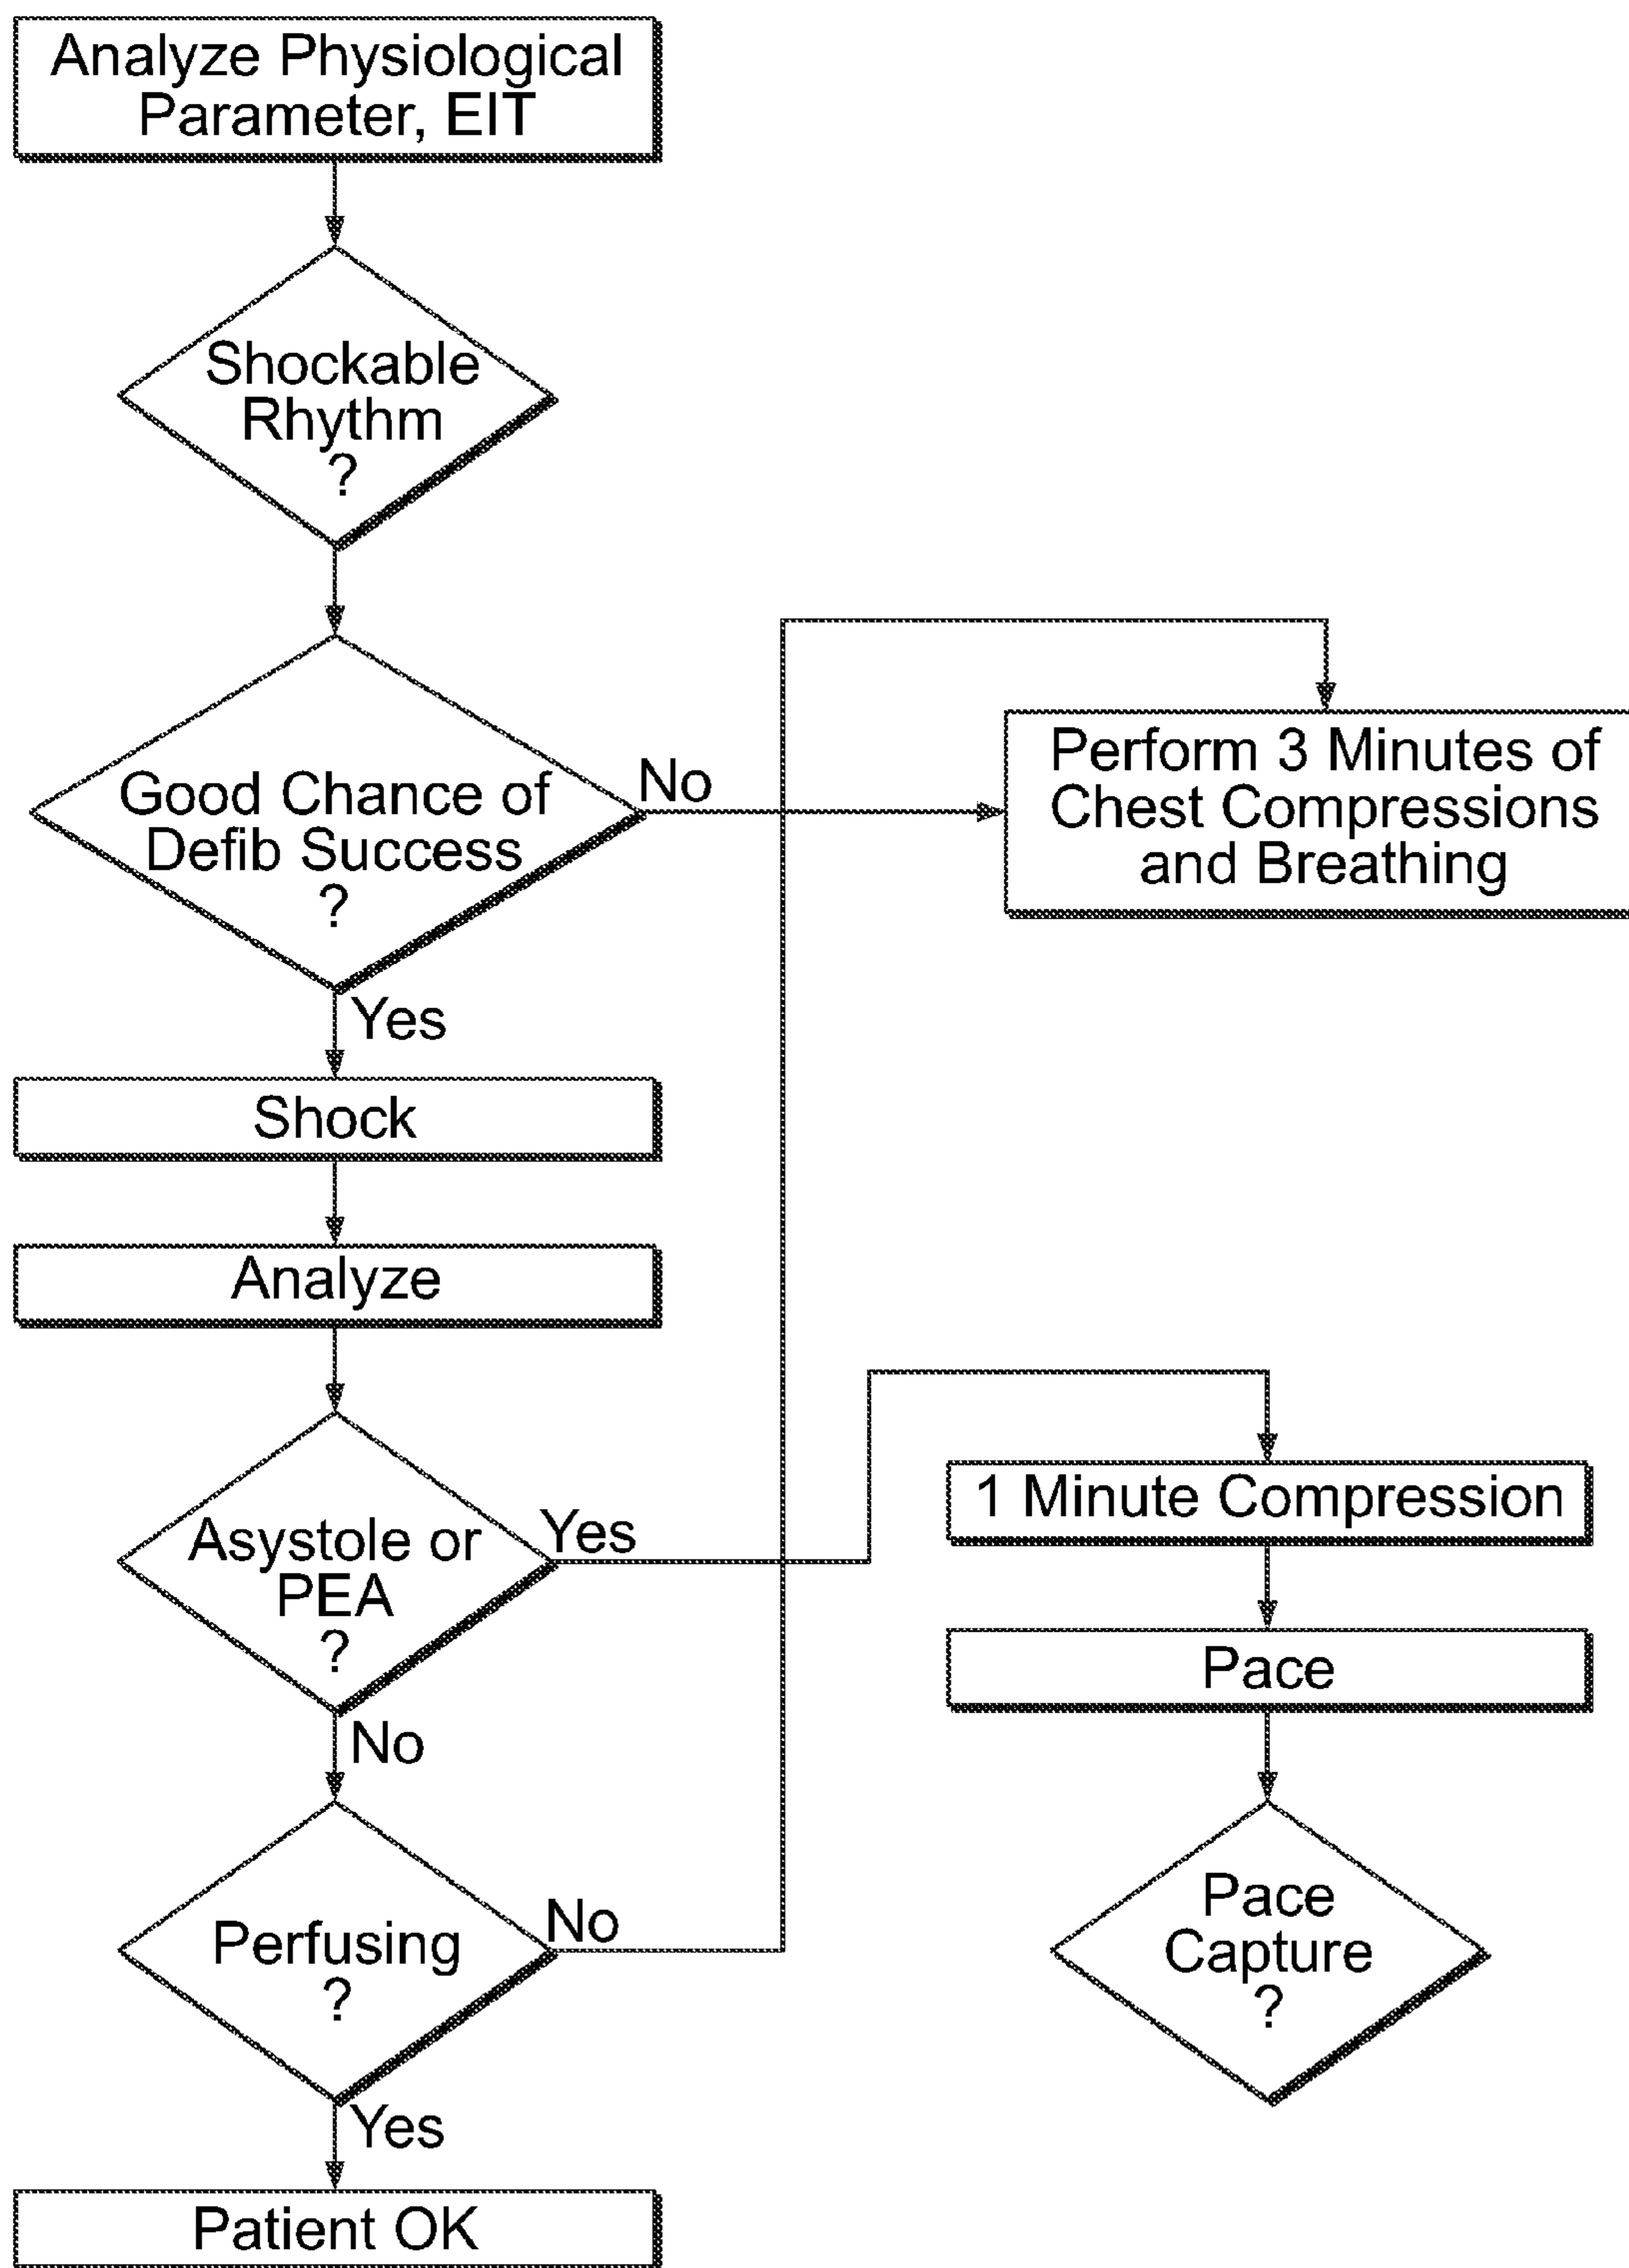 Analyze Physiological
Parameter, EIT
Shockable
Rhythm
?
Good Chance of
Defib Success
?
No
Perform 3 Minutes of
Chest Compressions
and Breathing
Yes
Shock
Analyze
Asystole or
PEA
?
Yes
1 Minute Compression
Pace
No
Perfusing
?
No
Pace
Capture
?
Yes
Patient OK